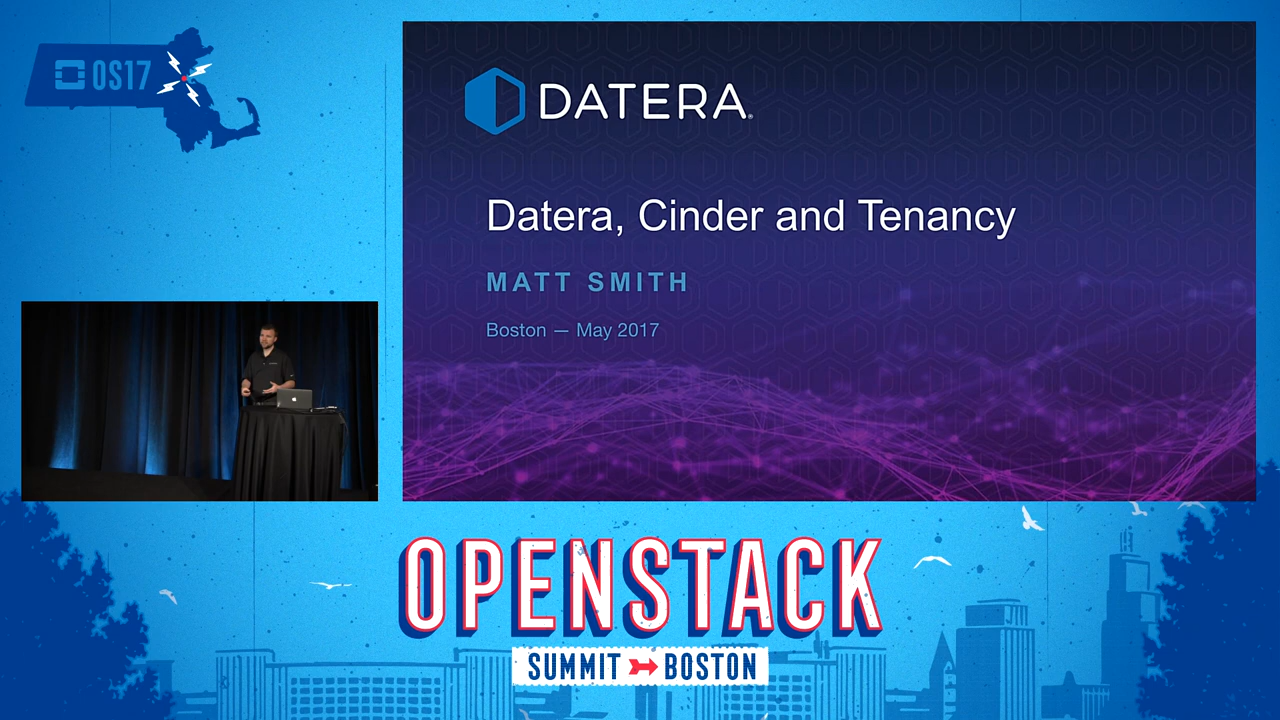 OS17
DATERA
Datera, Cinder and Tenancy
MATT SMITH
Boston — May 2017
OPENSTACK
SUMMIT BOSTON